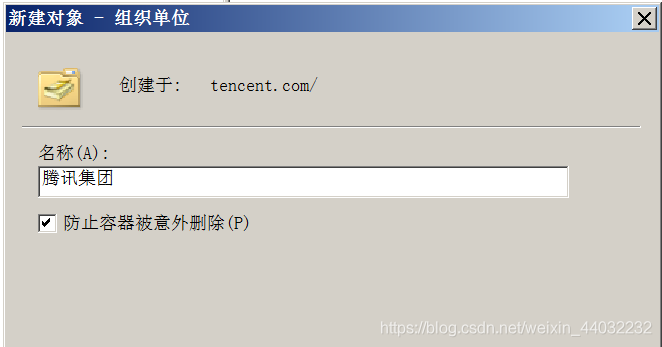 新建对象 - 组织单位
创建于: tencent.com/
名称(A):
腾讯集团
防止容器被意外删除(P)
https://blog.csdn.net/weixin_44032232